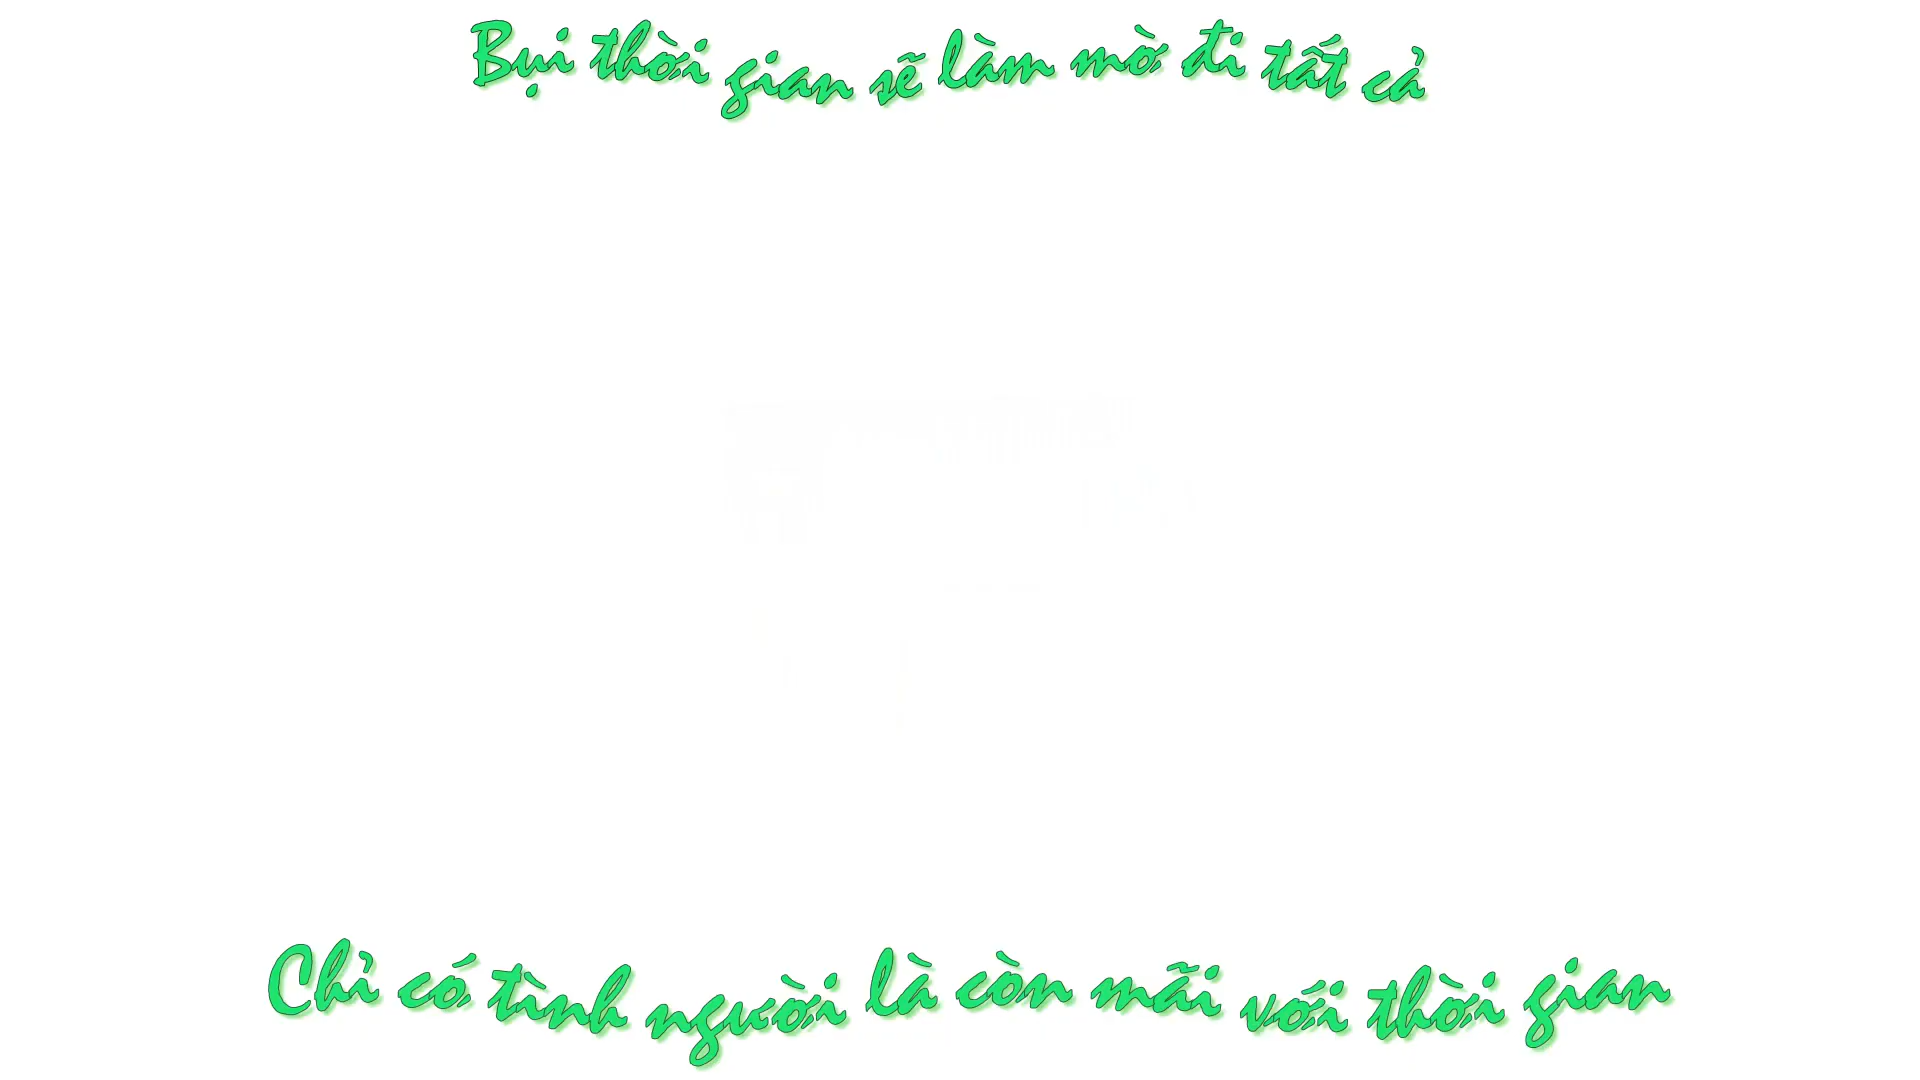 Bụi thời gian sẽ làm mờ đi tất cả
Chỉ có tình người là còn mãi với thời gian